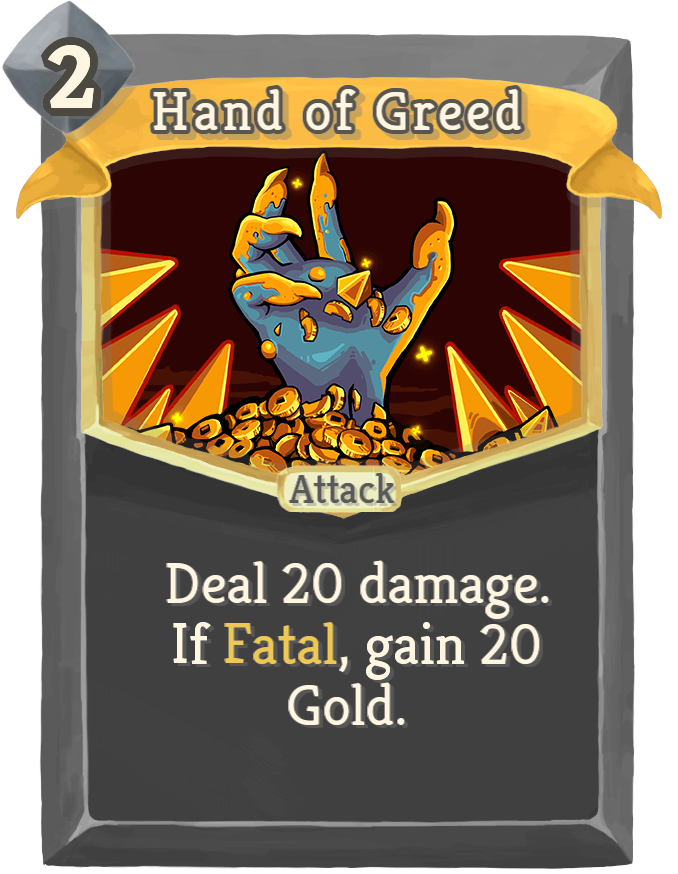 2
Hand of Greed
Attack
Deal 20 damage.
If Fatal, gain 20
Gold.